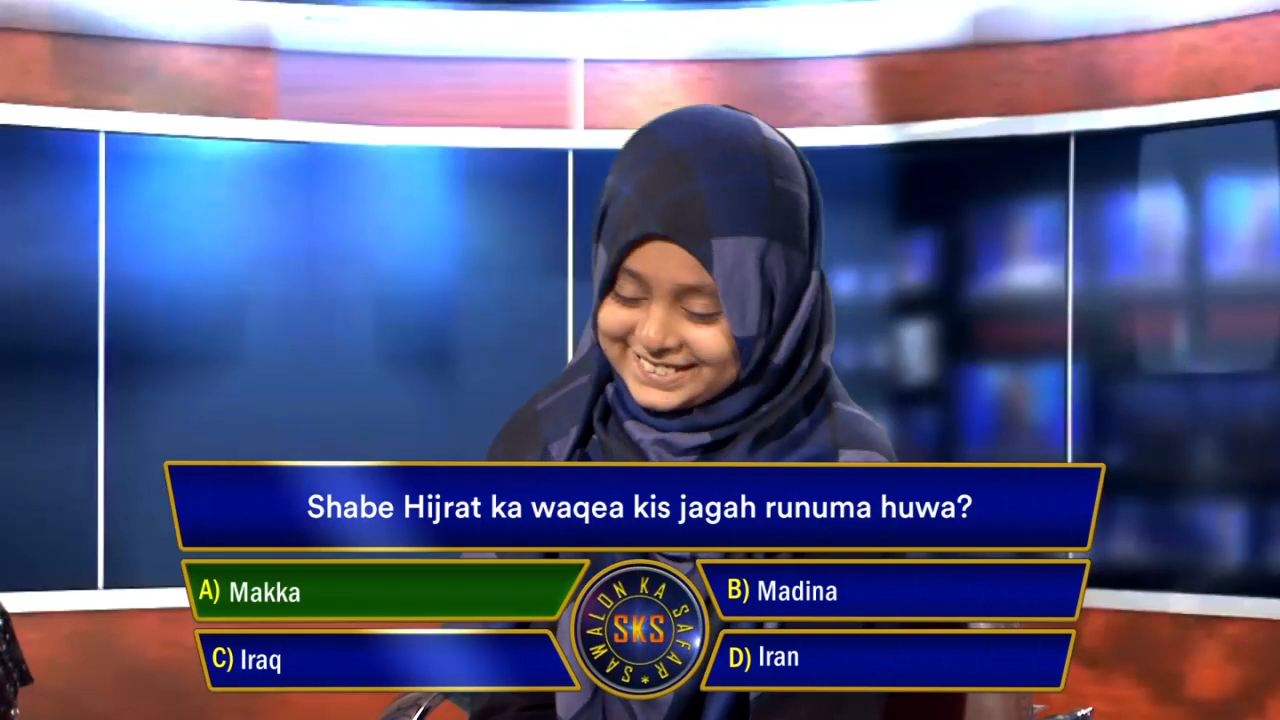 Shabe Hijrat ka waqea kis jagah runuma huwa?
A) Makka
B) Madina
C) Iraq
D) Iran
SAWALON KA SAFAR *
SKS